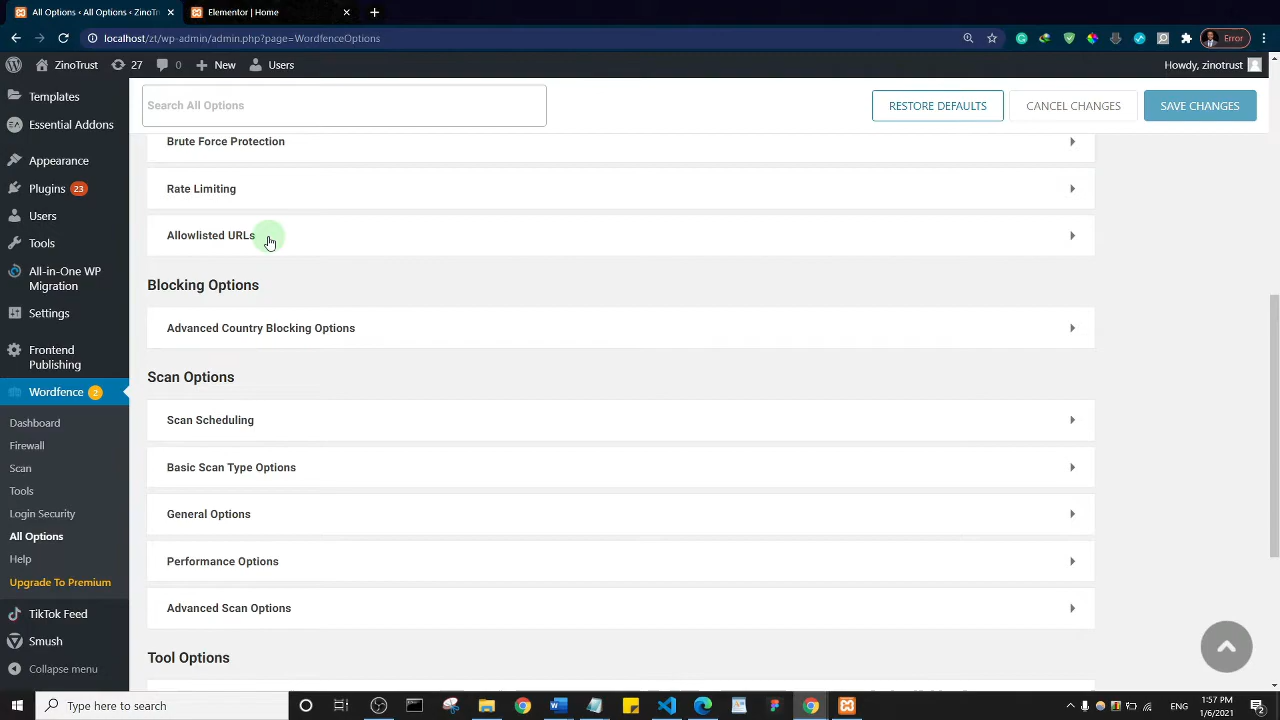 All Options ‹ All Options ‹ ZinoTr
Elementor | Home
localhost/zt/wp-admin/admin.php?page=WordfenceOptions
Error
ZinoTrust
27
0
New
Users
Howdy, zinotrust
Templates
Essential Addons
Appearance
Plugins 23
Users
Tools
All-in-One WP
Migration
Settings
Frontend
Publishing
Wordfence 2
Dashboard
Firewall
Scan
Tools
Login Security
All Options
Help
Upgrade To Premium
TikTok Feed
Smush
Collapse menu
Search All Options
RESTORE DEFAULTS
CANCEL CHANGES
SAVE CHANGES
Brute Force Protection
Rate Limiting
Allowlisted URLs
Blocking Options
Advanced Country Blocking Options
Scan Options
Scan Scheduling
Basic Scan Type Options
General Options
Performance Options
Advanced Scan Options
Tool Options
Type here to search
ENG
1:57 PM
1/6/2021
2